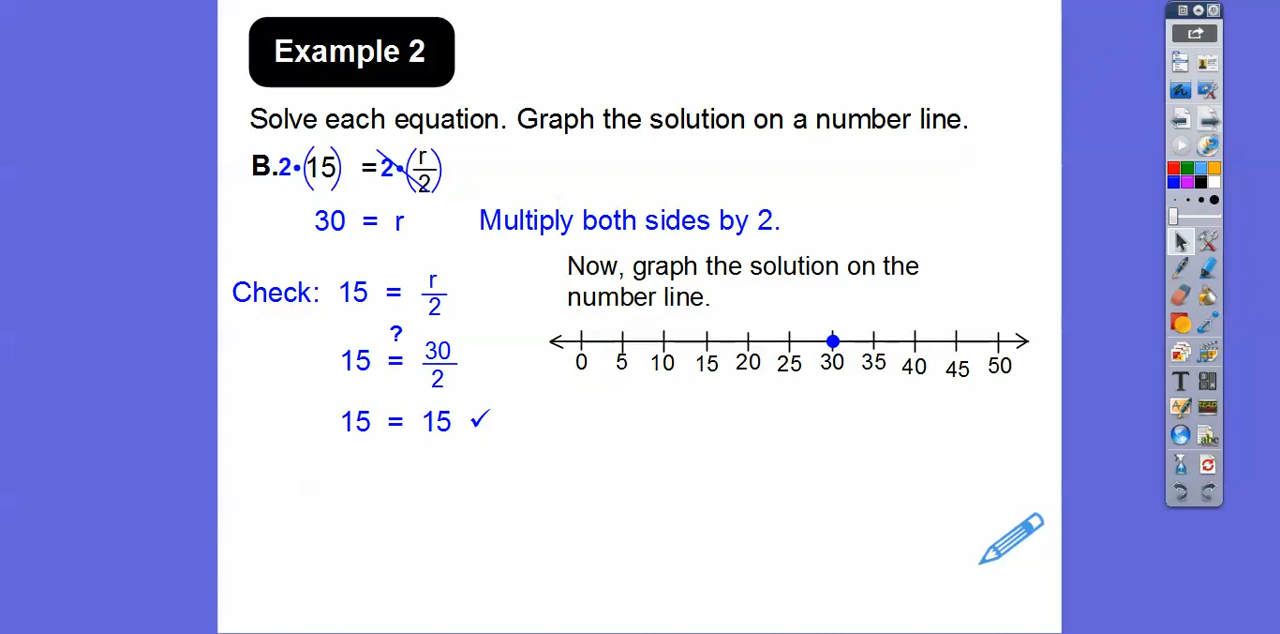 Example 2
Solve each equation. Graph the solution on a number line.
B. 2•(15) = 2•(r/2)
30 = r Multiply both sides by 2.
Now, graph the solution on the
number line.
Check: 15 = r/2
?
15 = 30/2
15 = 15 ✓
0 5 10 15 20 25 30 35 40 45 50